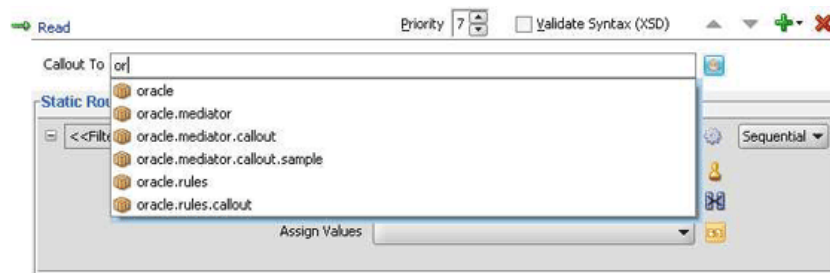 Read Priority 7 Validate Syntax (XSD)
Callout To or
oracle
Static Rou
oracle.mediator
<<Filte oracle.mediator.callout Sequential
oracle.mediator.callout.sample
oracle.rules
oracle.rules.callout
Assign Values